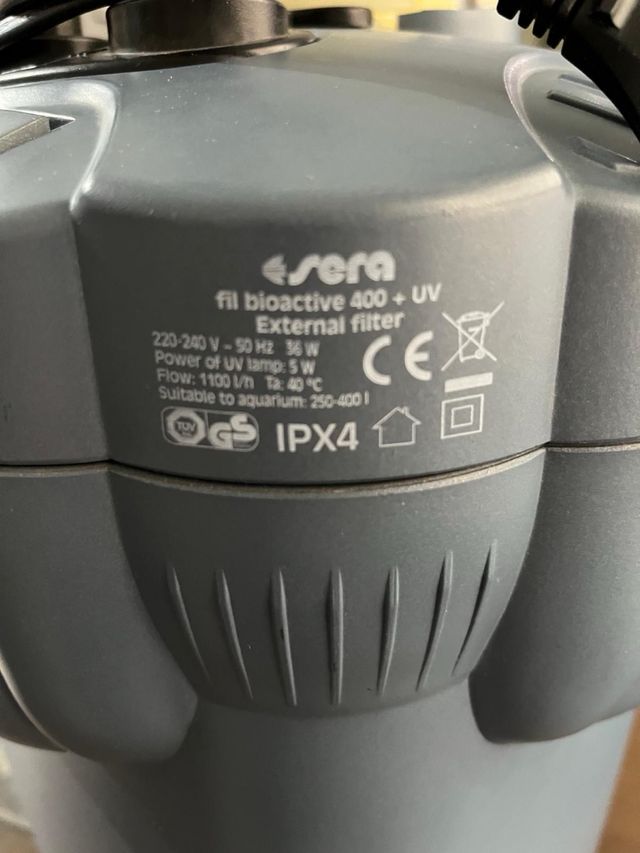 sera
fil bioactive 400 + UV
External filter
220-240 V ~ 50 Hz 36 W
Power of UV lamp: 5 W
Flow: 1100 l/h Ta: 40 °C
Suitable to aquarium: 250-400 l
CE
TÜV GS IPX4